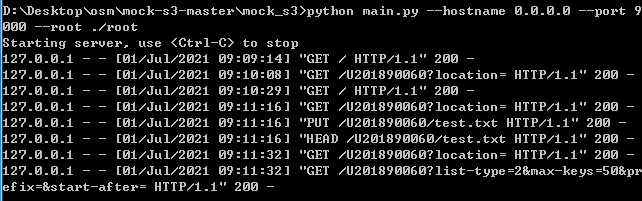 D:\Desktop\osm\mock-s3-master\mock_s3>python main.py --hostname 0.0.0.0 --port 9
000 --root ./root
Starting server, use <Ctrl-C> to stop
127.0.0.1 - - [01/Jul/2021 09:09:14] "GET / HTTP/1.1" 200 -
127.0.0.1 - - [01/Jul/2021 09:10:08] "GET /U201890060?location= HTTP/1.1" 200 -
127.0.0.1 - - [01/Jul/2021 09:10:29] "GET / HTTP/1.1" 200 -
127.0.0.1 - - [01/Jul/2021 09:11:16] "GET /U201890060?location= HTTP/1.1" 200 -
127.0.0.1 - - [01/Jul/2021 09:11:16] "PUT /U201890060/test.txt HTTP/1.1" 200 -
127.0.0.1 - - [01/Jul/2021 09:11:16] "HEAD /U201890060/test.txt HTTP/1.1" 200 -
127.0.0.1 - - [01/Jul/2021 09:11:32] "GET /U201890060?location= HTTP/1.1" 200 -
127.0.0.1 - - [01/Jul/2021 09:11:32] "GET /U201890060?list-type=2&max-keys=50&pr
efix=&start-after= HTTP/1.1" 200 -